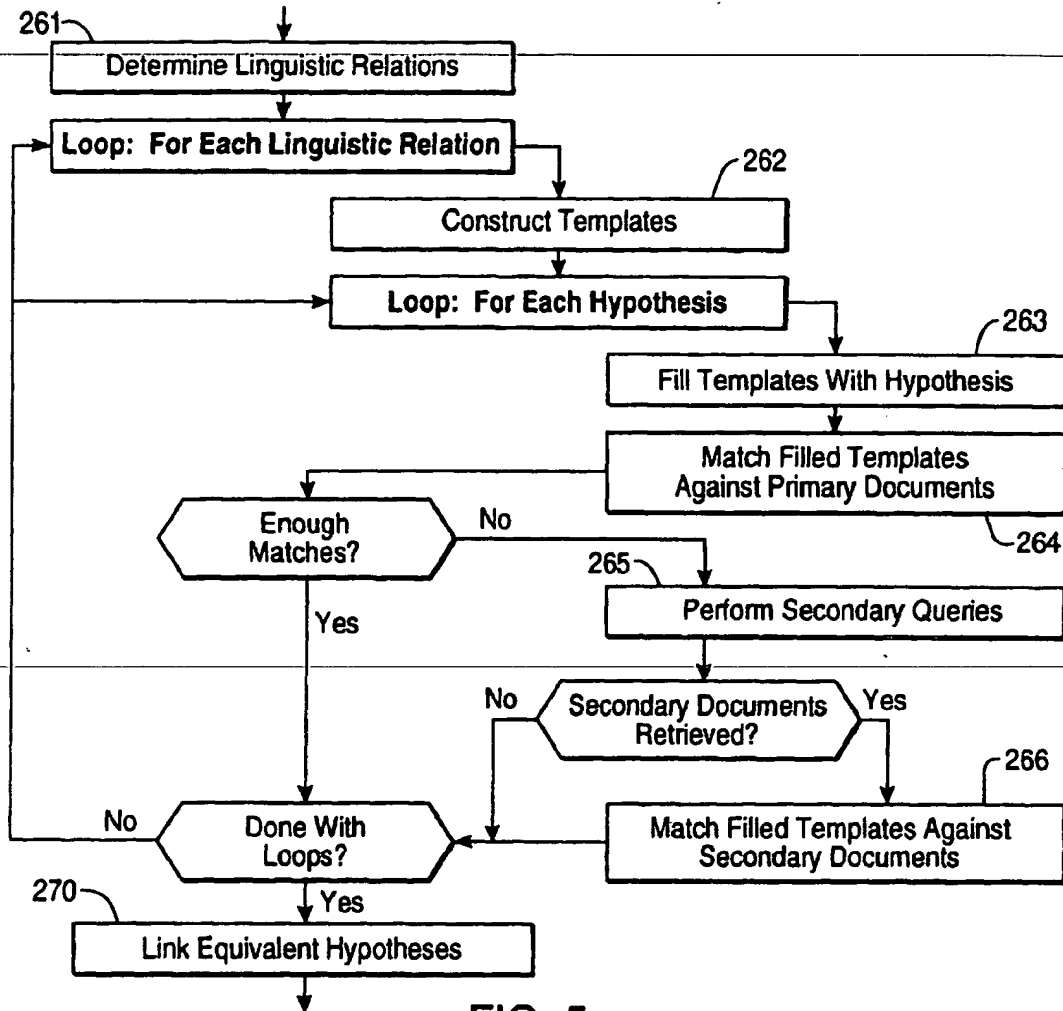 261
Determine Linguistic Relations
Loop: For Each Linguistic Relation
262
Construct Templates
Loop: For Each Hypothesis
263
Fill Templates With Hypothesis
Match Filled Templates
Against Primary Documents
264
Enough
Matches?
No
Yes
265
Perform Secondary Queries
No
Secondary Documents
Retrieved?
Yes
266
Match Filled Templates Against
Secondary Documents
No
Done With
Loops?
Yes
270
Link Equivalent Hypotheses